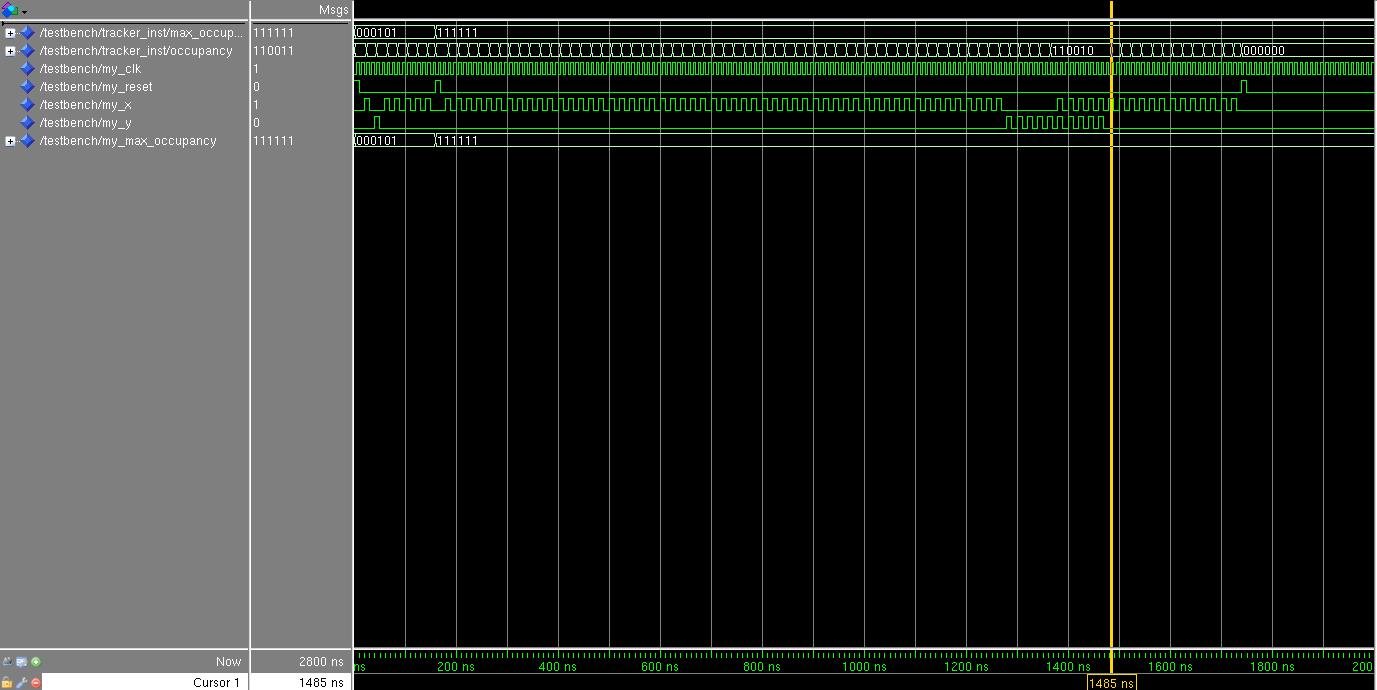 Msgs
/testbench/tracker_inst/max_occup... 111111 000101 111111
/testbench/tracker_inst/occupancy 110011 110010 000000
/testbench/my_clk 1
/testbench/my_reset 0
/testbench/my_x 1
/testbench/my_y 0
/testbench/my_max_occupancy 111111 000101 111111
Now 2800 ns ns 200 ns 400 ns 600 ns 800 ns 1000 ns 1200 ns 1400 ns 1600 ns 1800 ns 200
Cursor 1 1485 ns 1485 ns